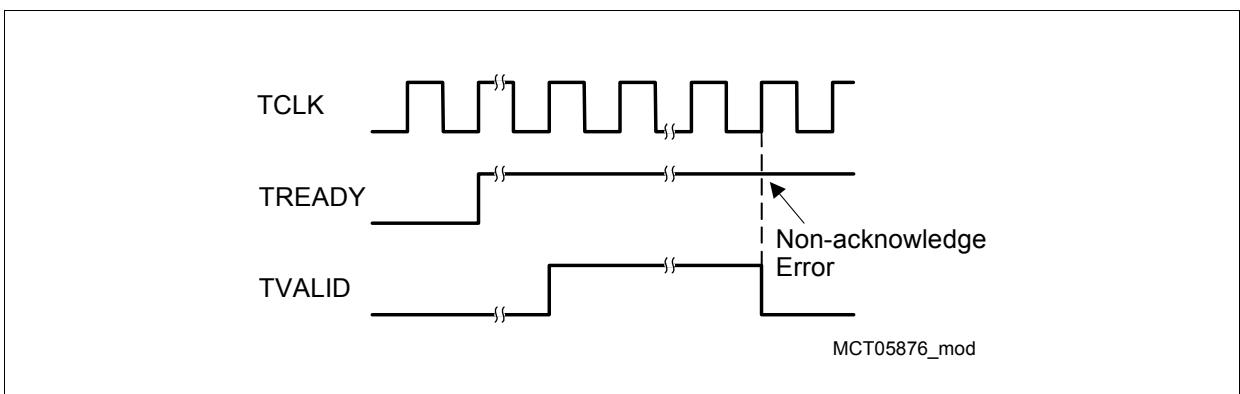 TCLK
TREADY
Non-acknowledge
Error
TVALID
MCT05876_mod